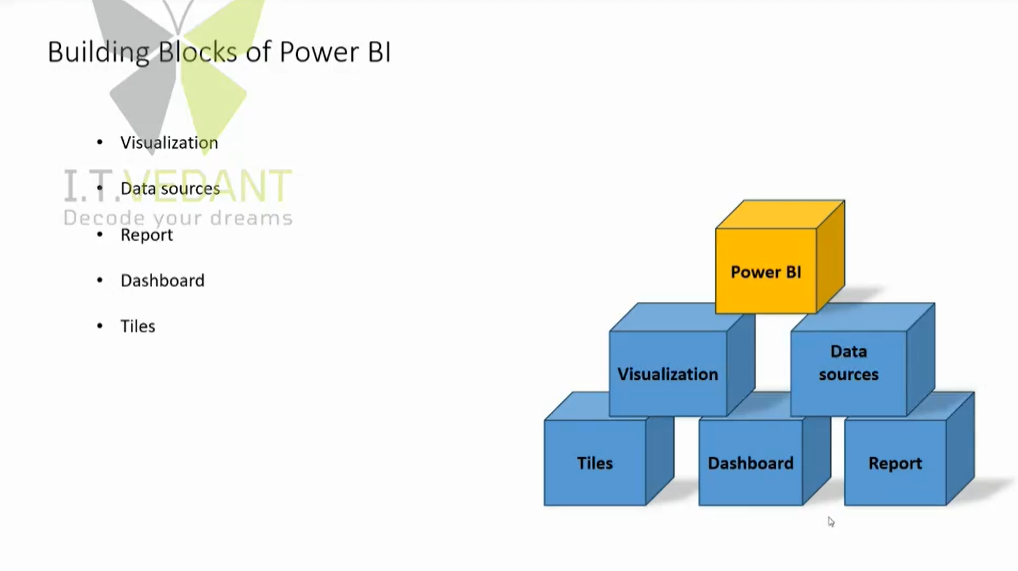 Building Blocks of Power BI
• Visualization
I.T.VEDANT
• Data sources
Decode your dreams
• Report
• Dashboard
• Tiles
Power BI
Visualization
Data
sources
Tiles
Dashboard
Report